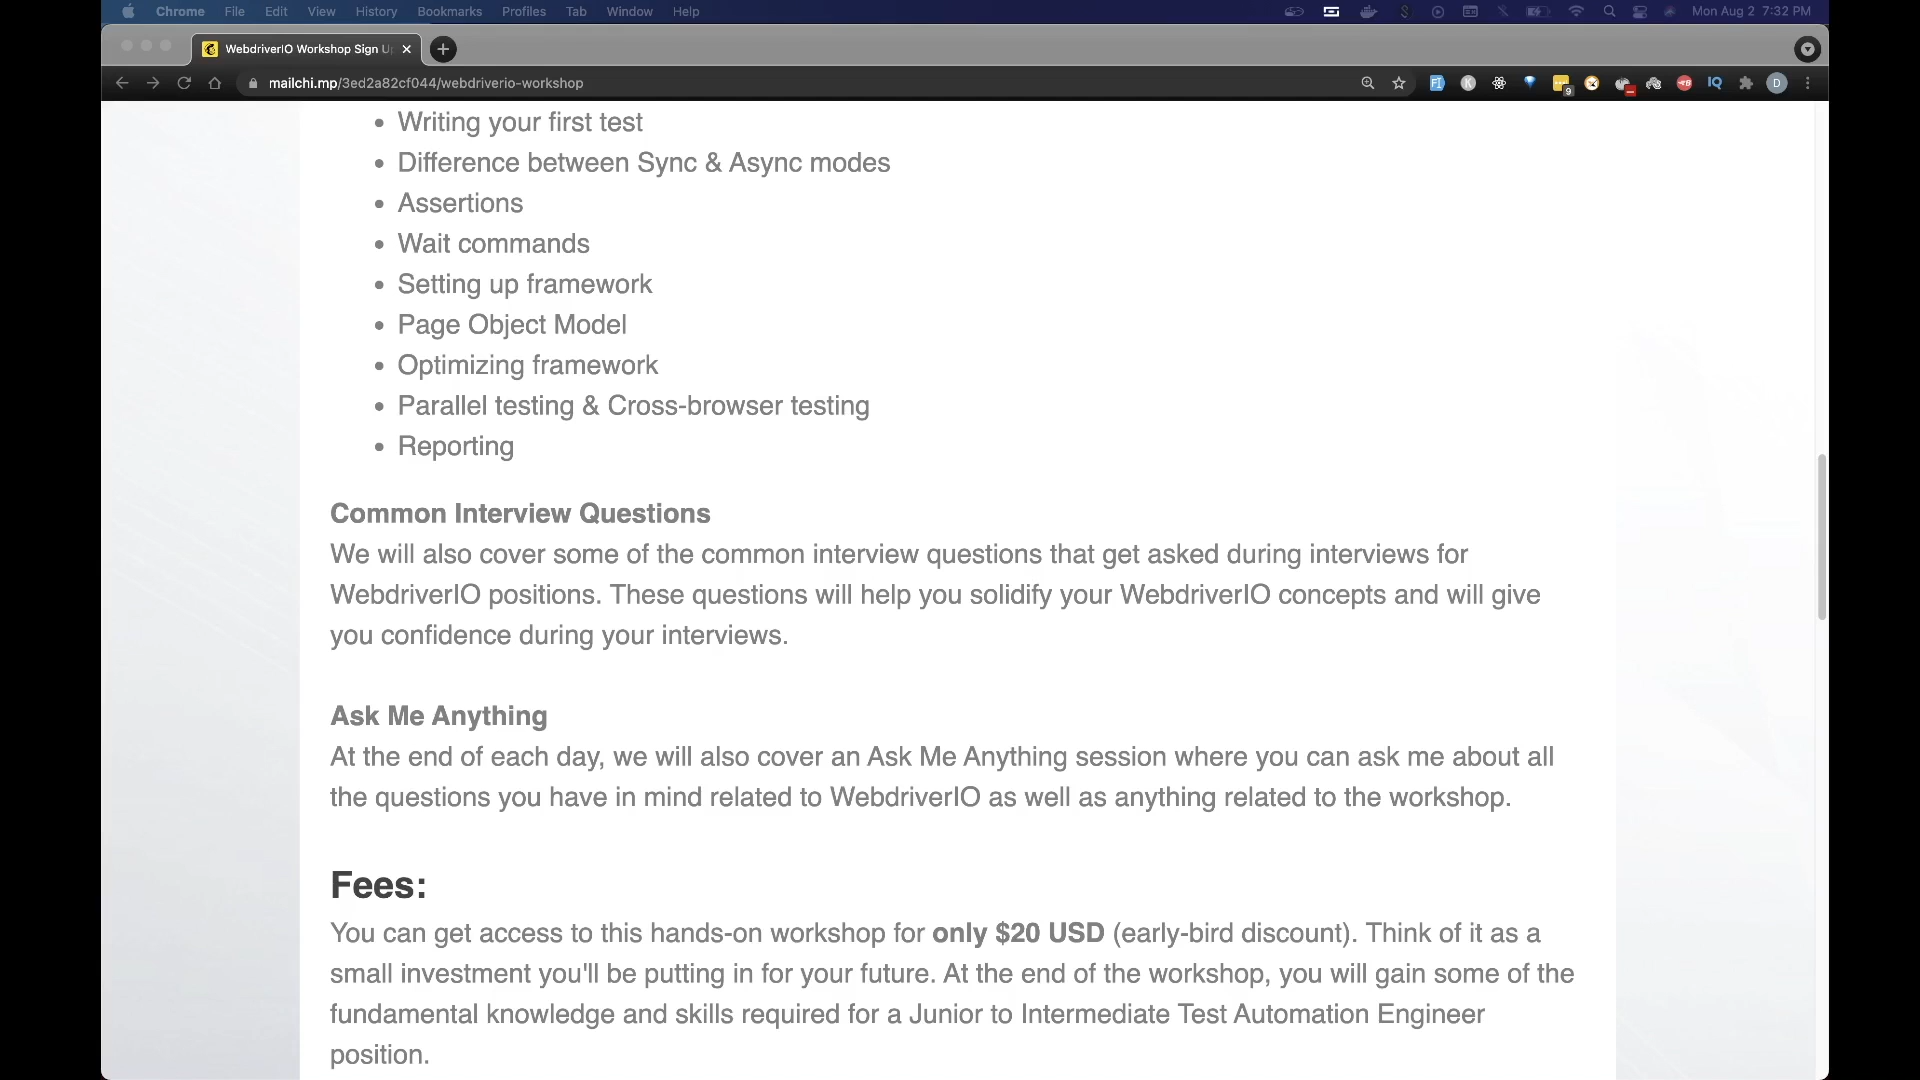 Chrome File Edit View History Bookmarks Profiles Tab Window Help Mon Aug 2 7:32 PM
WebdriverIO Workshop Sign U
mailchi.mp/3ed2a82cf044/webdriverio-workshop
9 IQ D
Writing your first test
Difference between Sync & Async modes
Assertions
Wait commands
Setting up framework
Page Object Model
Optimizing framework
Parallel testing & Cross-browser testing
Reporting
Common Interview Questions
We will also cover some of the common interview questions that get asked during interviews for
WebdriverIO positions. These questions will help you solidify your WebdriverIO concepts and will give
you confidence during your interviews.
Ask Me Anything
At the end of each day, we will also cover an Ask Me Anything session where you can ask me about all
the questions you have in mind related to WebdriverIO as well as anything related to the workshop.
Fees:
You can get access to this hands-on workshop for only $20 USD (early-bird discount). Think of it as a
small investment you'll be putting in for your future. At the end of the workshop, you will gain some of the
fundamental knowledge and skills required for a Junior to Intermediate Test Automation Engineer
position.